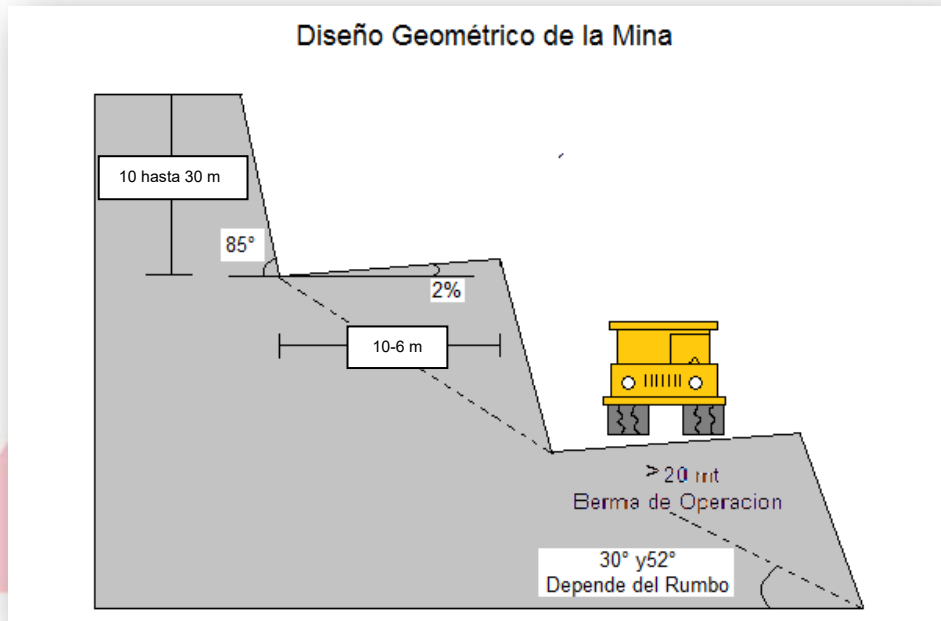 Diseño Geométrico de la Mina
10 hasta 30 m
85°
2%
10-6 m
> 20 mt
Berma de Operacion
30° y52°
Depende del Rumbo